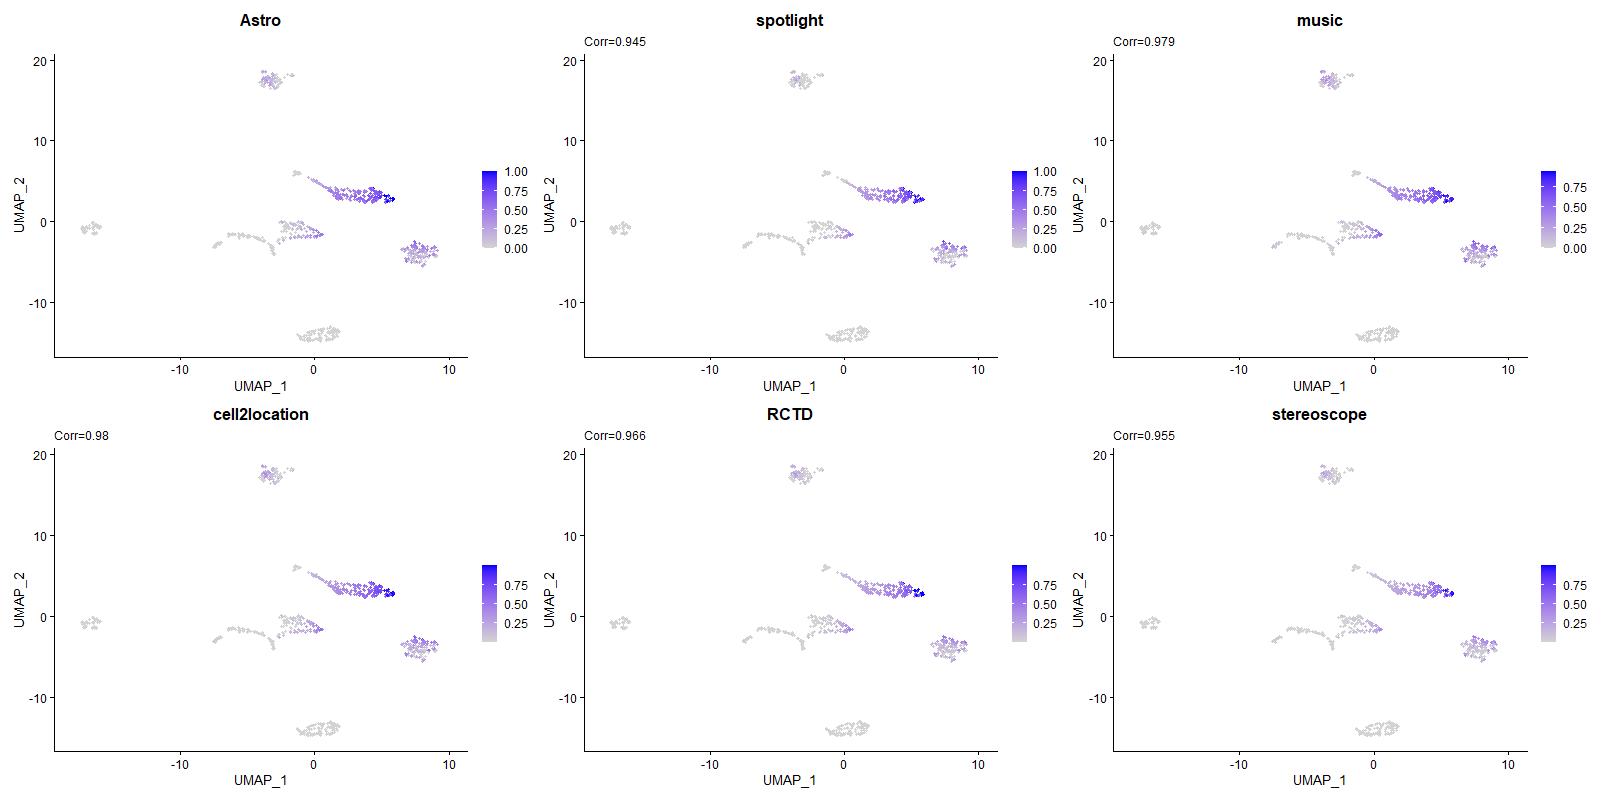 Astro
20
10
0
-10
UMAP_2
-10
0
10
UMAP_1
1.00
0.75
0.50
0.25
0.00
spotlight
Corr=0.945
20
10
0
-10
UMAP_2
-10
0
10
UMAP_1
1.00
0.75
0.50
0.25
0.00
music
Corr=0.979
20
10
0
-10
UMAP_2
-10
0
10
UMAP_1
0.75
0.50
0.25
0.00
cell2location
Corr=0.98
20
10
0
-10
UMAP_2
-10
0
10
UMAP_1
0.75
0.50
0.25
RCTD
Corr=0.966
20
10
0
-10
UMAP_2
-10
0
10
UMAP_1
0.75
0.50
0.25
stereoscope
Corr=0.955
20
10
0
-10
UMAP_2
-10
0
10
UMAP_1
0.75
0.50
0.25